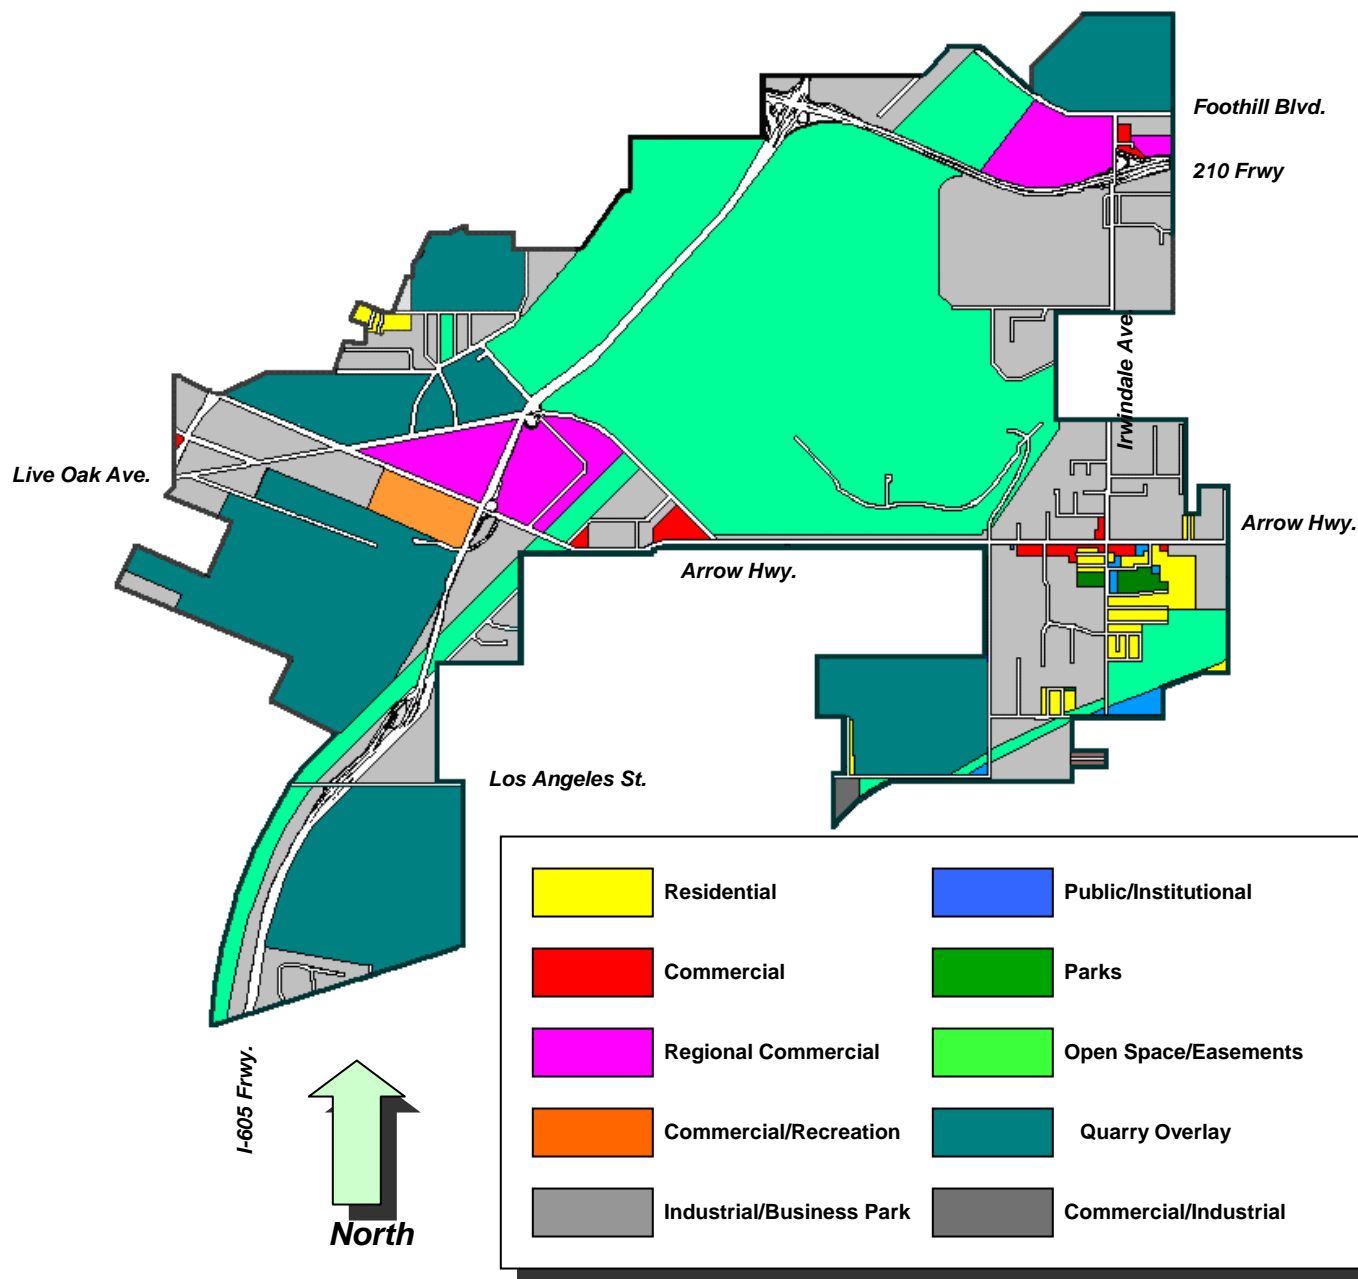 Foothill Blvd.
210 Frwy
Irwindale Ave.
Live Oak Ave.
Arrow Hwy.
Arrow Hwy.
Los Angeles St.
I-605 Frwy.
North
Residential
Commercial
Regional Commercial
Commercial/Recreation
Industrial/Business Park
Public/Institutional
Parks
Open Space/Easements
Quarry Overlay
Commercial/Industrial